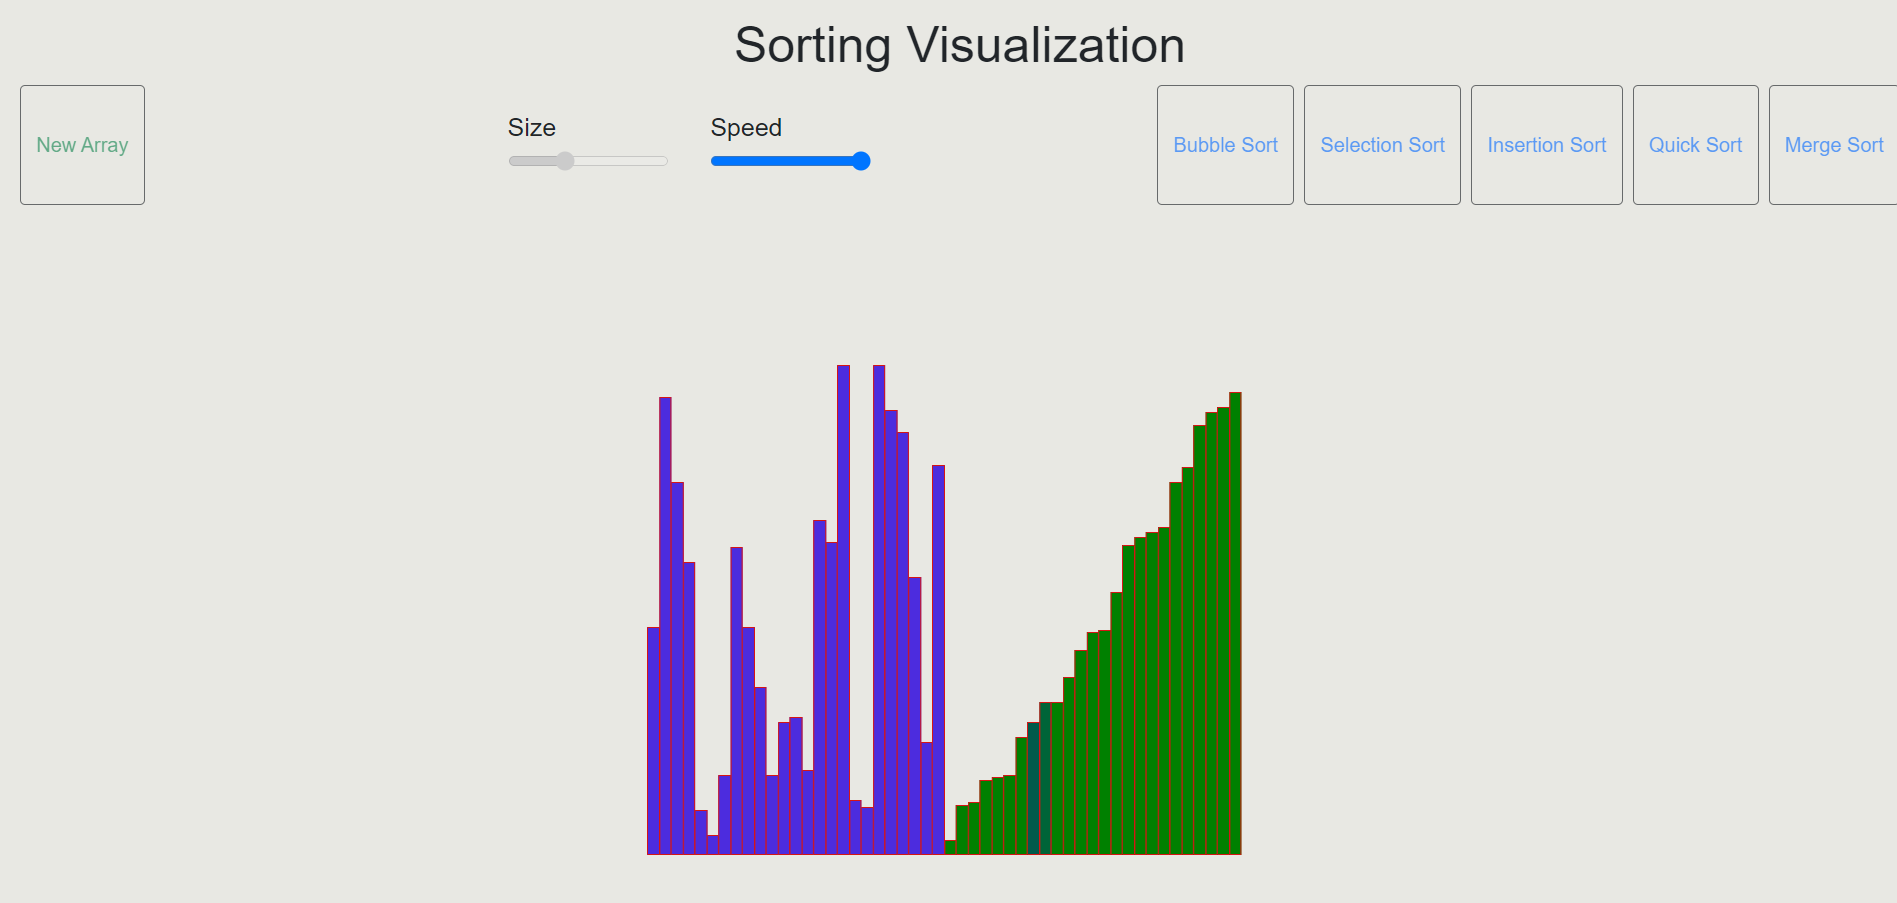 Sorting Visualization
New Array
Size
Speed
Bubble Sort
Selection Sort
Insertion Sort
Quick Sort
Merge Sort